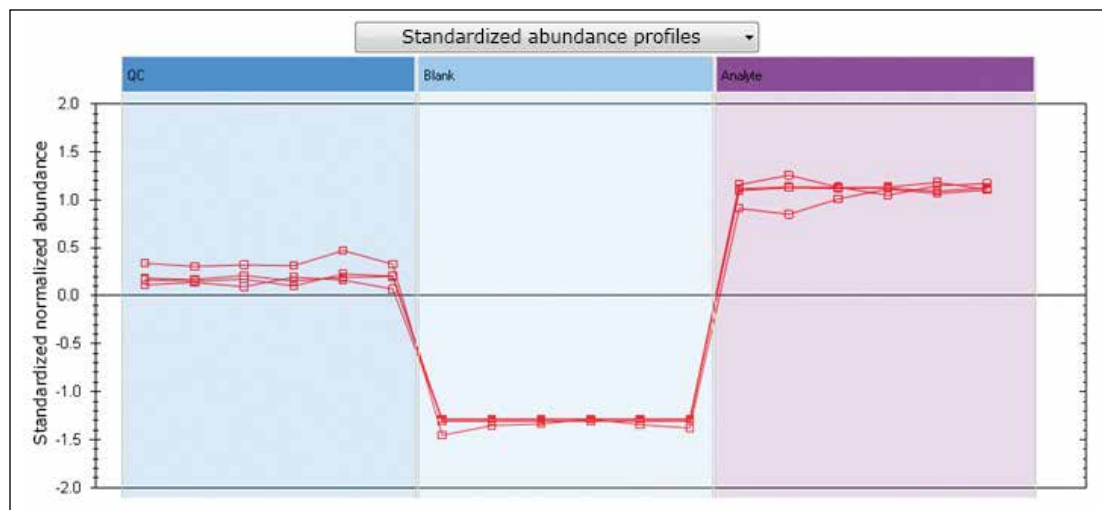 Standardized abundance profiles
QC
Blank
Analyte
Standardized normalized abundance
2.0
1.5
1.0
0.5
0.0
-0.5
-1.0
-1.5
-2.0